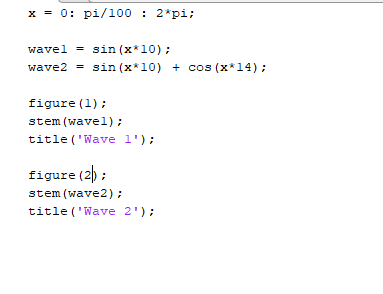 x = 0: pi/100 : 2*pi;
wave1 = sin(x*10);
wave2 = sin(x*10) + cos(x*14);
figure(1);
stem(wave1);
title('Wave 1');
figure(2);
stem(wave2);
title('Wave 2');